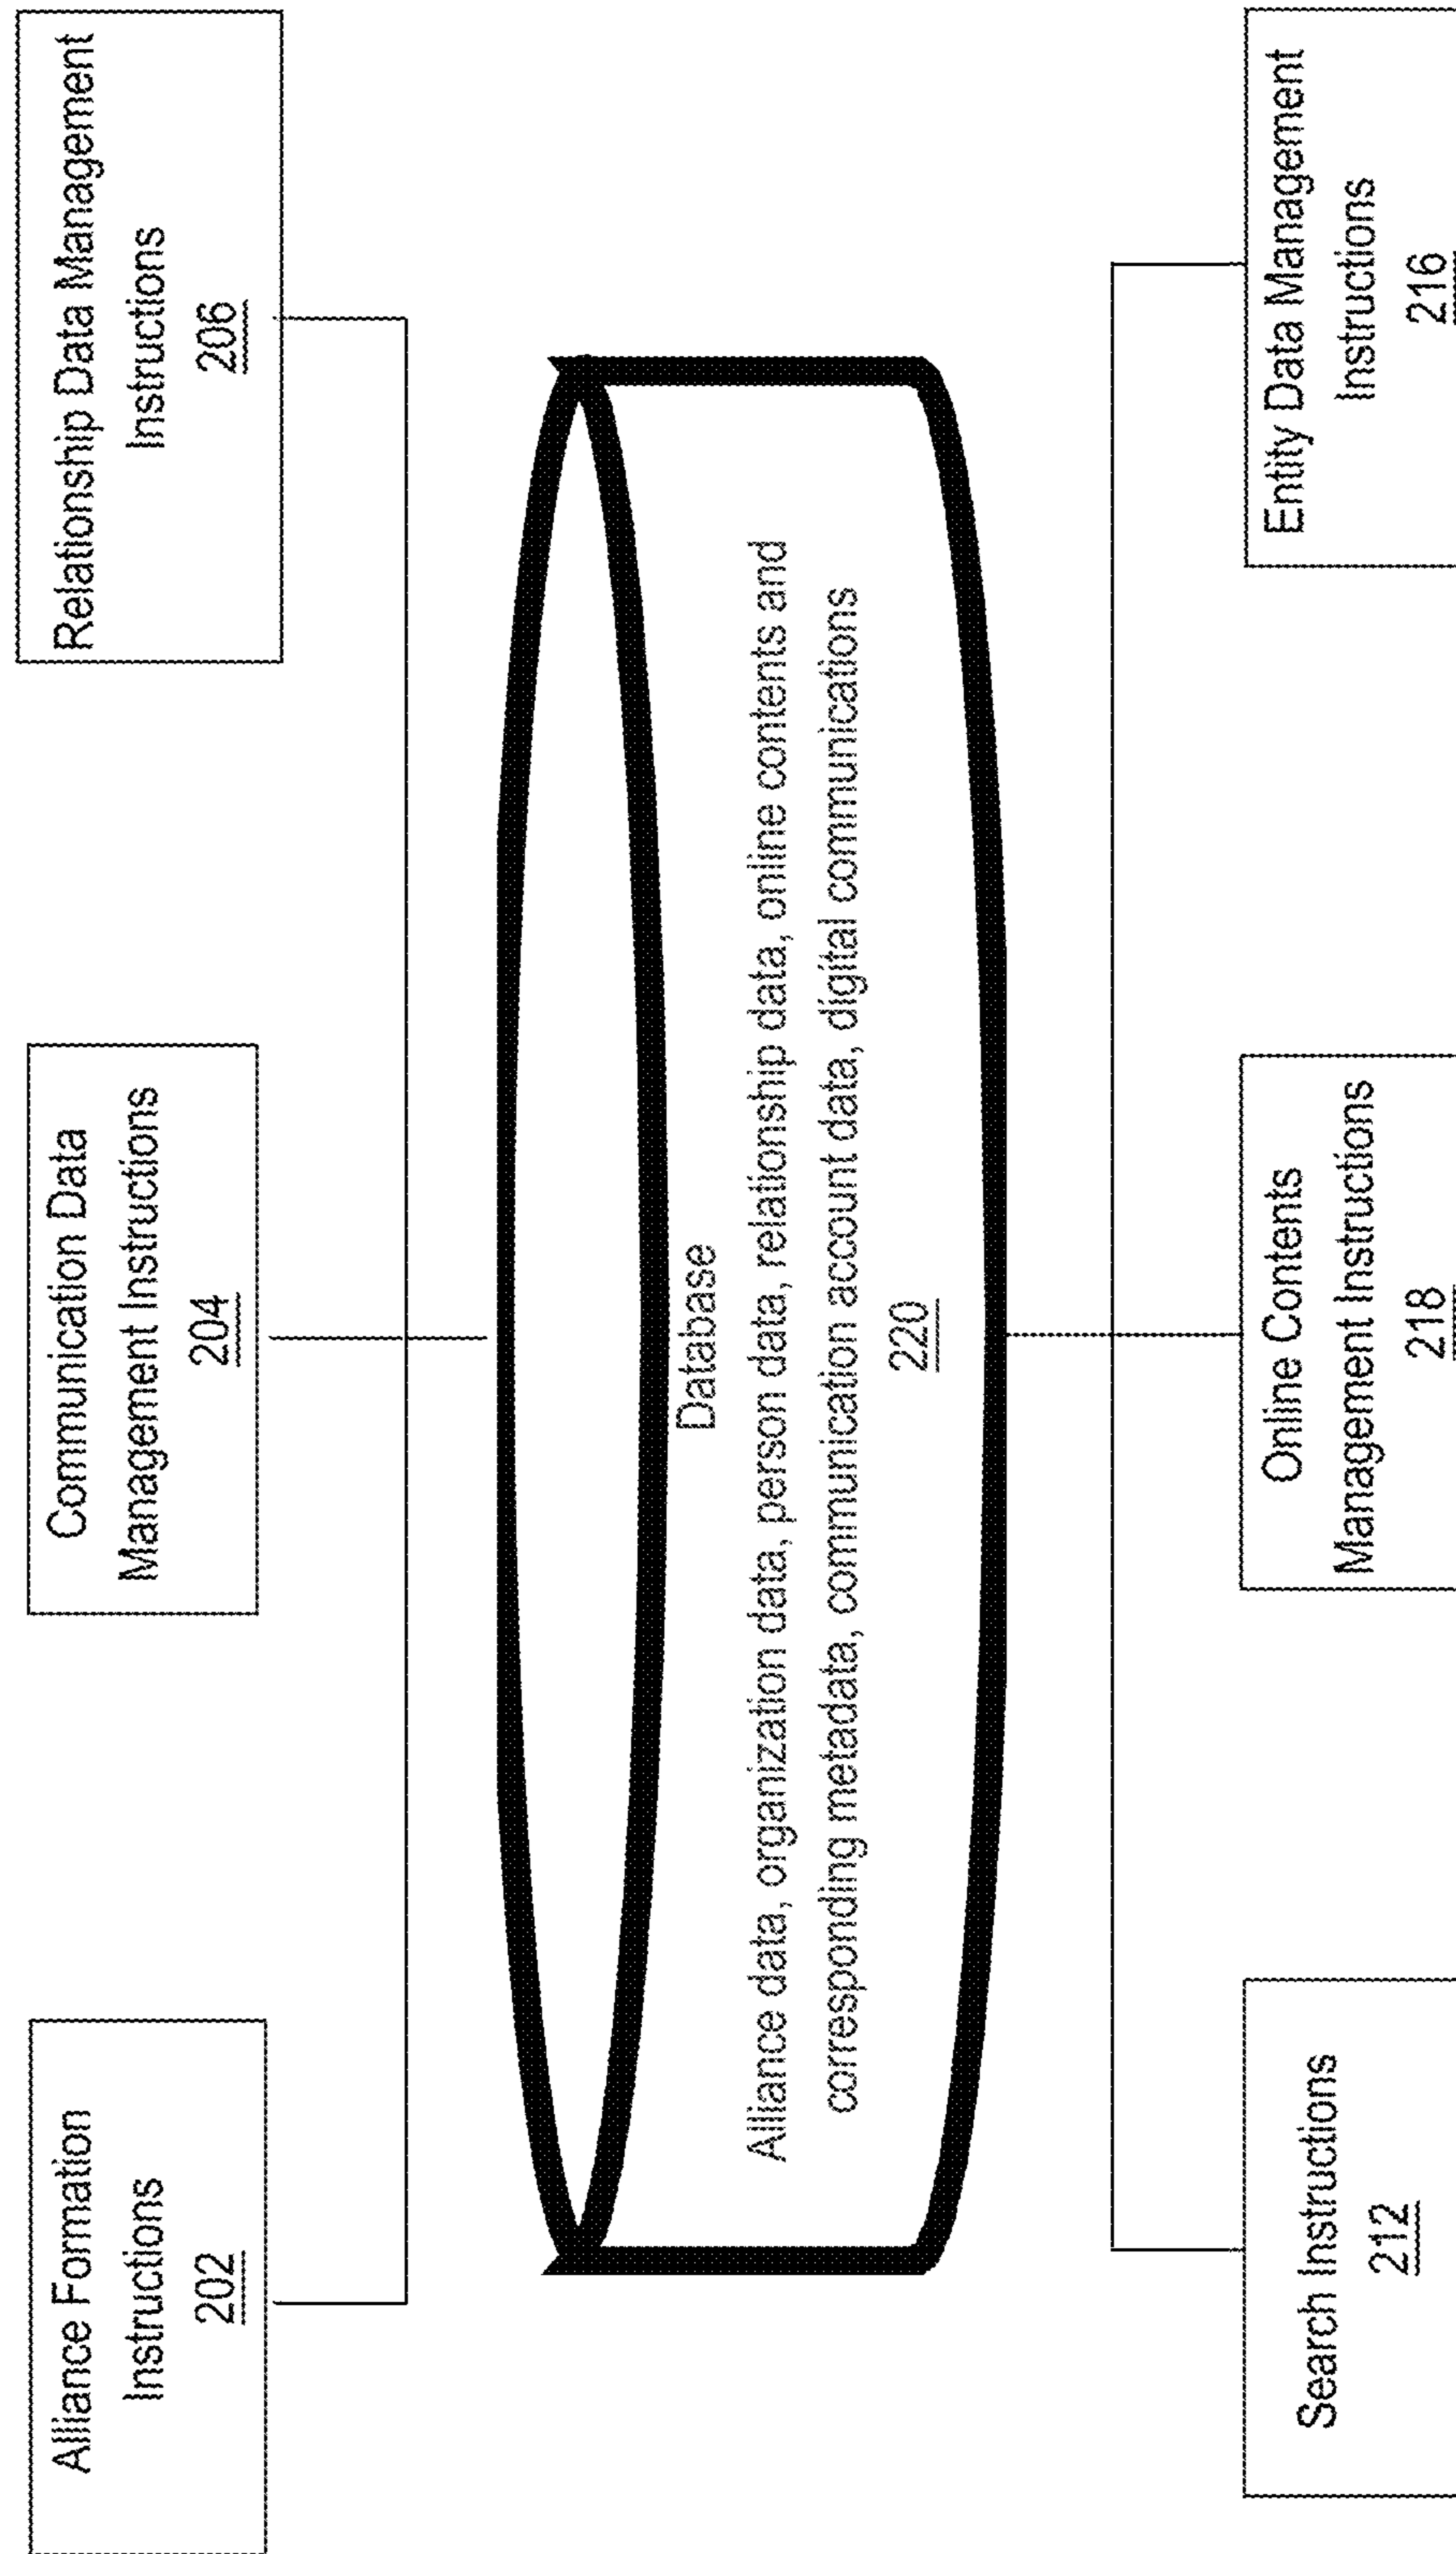 Alliance Formation
Instructions
202
Communication Data
Management Instructions
204
Relationship Data Management
Instructions
206
Database
Alliance data, organization data, person data, relationship data, online contents and
corresponding metadata, communication account data, digital communications
220
Search Instructions
212
Online Contents
Management Instructions
218
Entity Data Management
Instructions
216